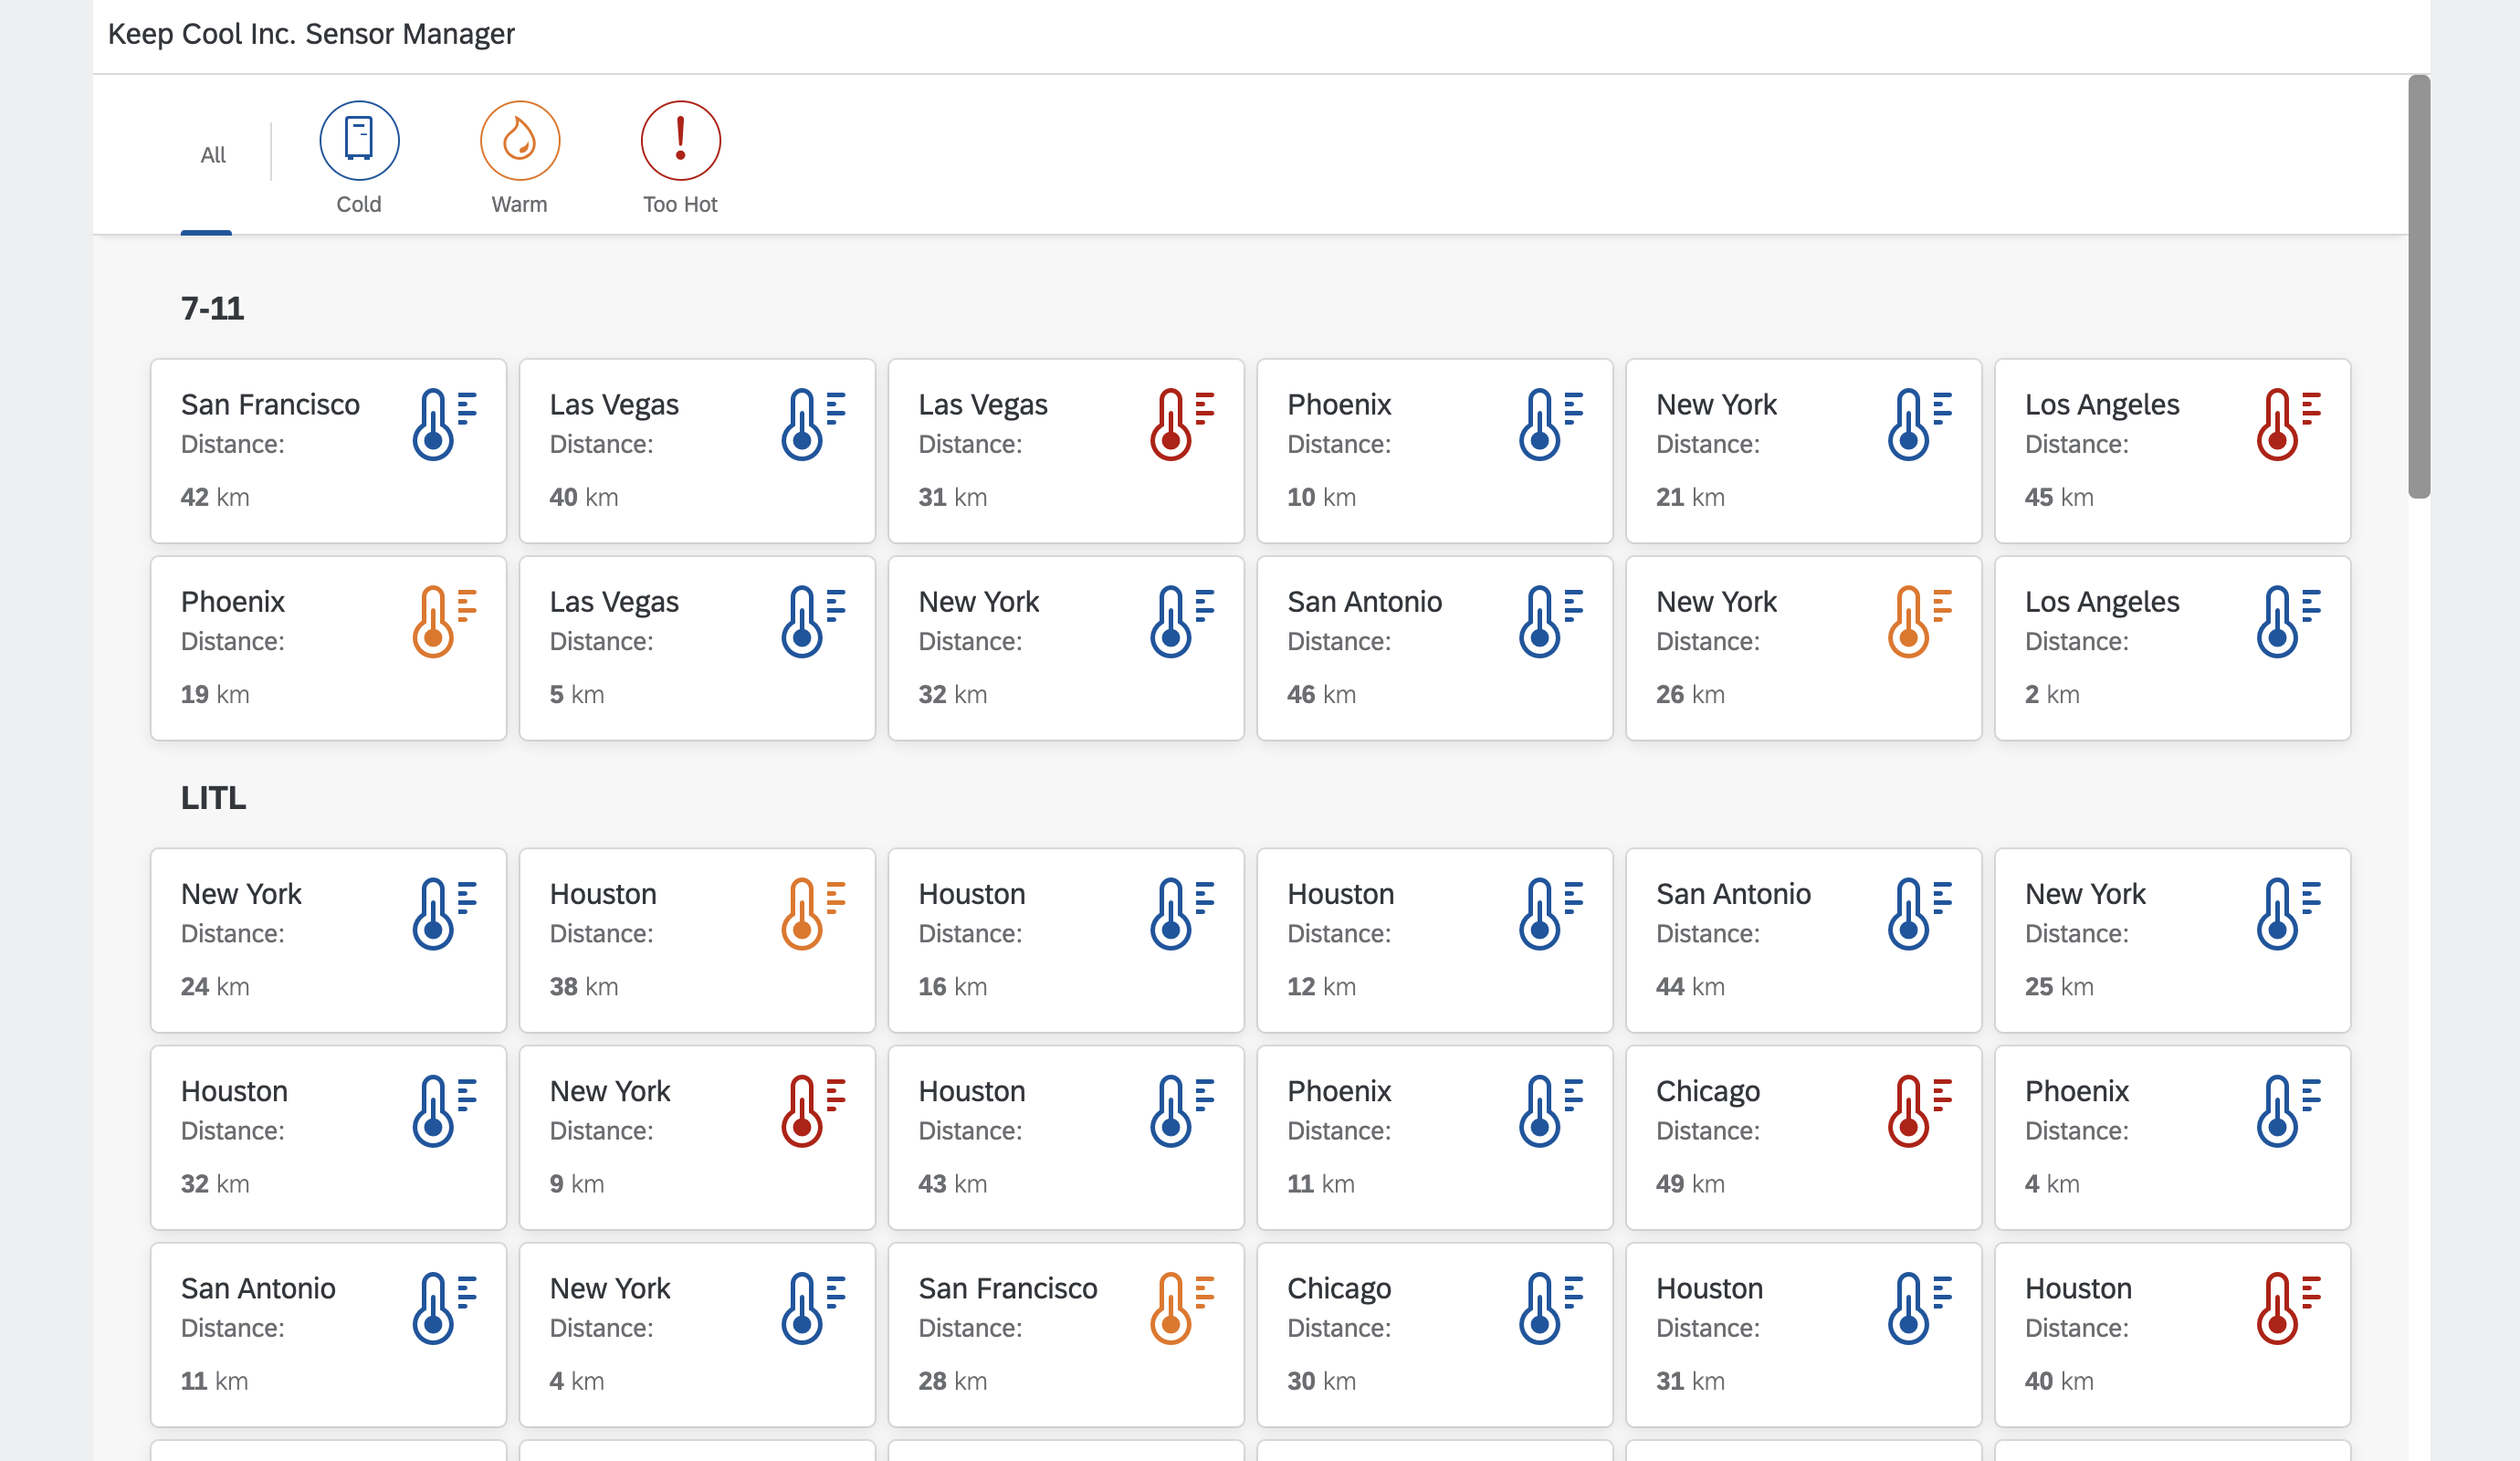 Keep Cool Inc. Sensor Manager
All
Cold
Warm
Too Hot
7-11
San Francisco
Distance:
42 km
Las Vegas
Distance:
40 km
Las Vegas
Distance:
31 km
Phoenix
Distance:
10 km
New York
Distance:
21 km
Los Angeles
Distance:
45 km
Phoenix
Distance:
19 km
Las Vegas
Distance:
5 km
New York
Distance:
32 km
San Antonio
Distance:
46 km
New York
Distance:
26 km
Los Angeles
Distance:
2 km
LITL
New York
Distance:
24 km
Houston
Distance:
38 km
Houston
Distance:
16 km
Houston
Distance:
12 km
San Antonio
Distance:
44 km
New York
Distance:
25 km
Houston
Distance:
32 km
New York
Distance:
9 km
Houston
Distance:
43 km
Phoenix
Distance:
11 km
Chicago
Distance:
49 km
Phoenix
Distance:
4 km
San Antonio
Distance:
11 km
New York
Distance:
4 km
San Francisco
Distance:
28 km
Chicago
Distance:
30 km
Houston
Distance:
31 km
Houston
Distance:
40 km